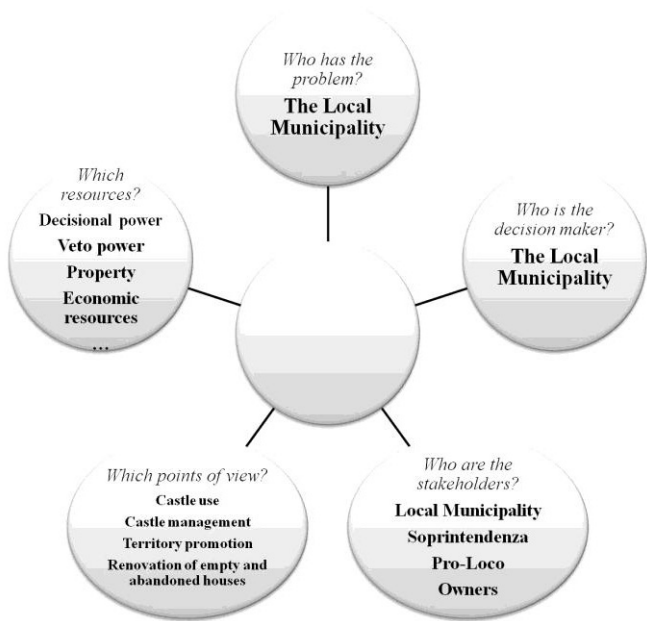 Who has the
problem?
The Local
Municipality
Which
resources?
Decisional power
Veto power
Property
Economic
resources
...
Who is the
decision maker?
The Local
Municipality
Which points of view?
Castle use
Castle management
Territory promotion
Renovation of empty and
abandoned houses
Who are the
stakeholders?
Local Municipality
Soprintendenza
Pro-Loco
Owners